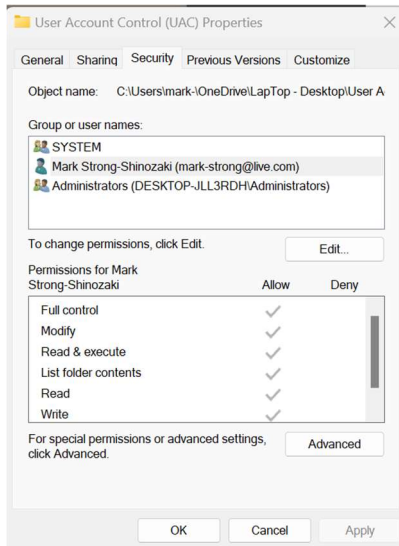 User Account Control (UAC) Properties
General Sharing Security Previous Versions Customize
Object name: C:\Users\mark-\OneDrive\LapTop - Desktop\User A
Group or user names:
SYSTEM
Mark Strong-Shinozaki (mark-strong@live.com)
Administrators (DESKTOP-JLL3RDH\Administrators)
To change permissions, click Edit. Edit...
Permissions for Mark
Strong-Shinozaki Allow Deny
Full control
Modify
Read & execute
List folder contents
Read
Write
For special permissions or advanced settings, Advanced
click Advanced.
OK Cancel Apply